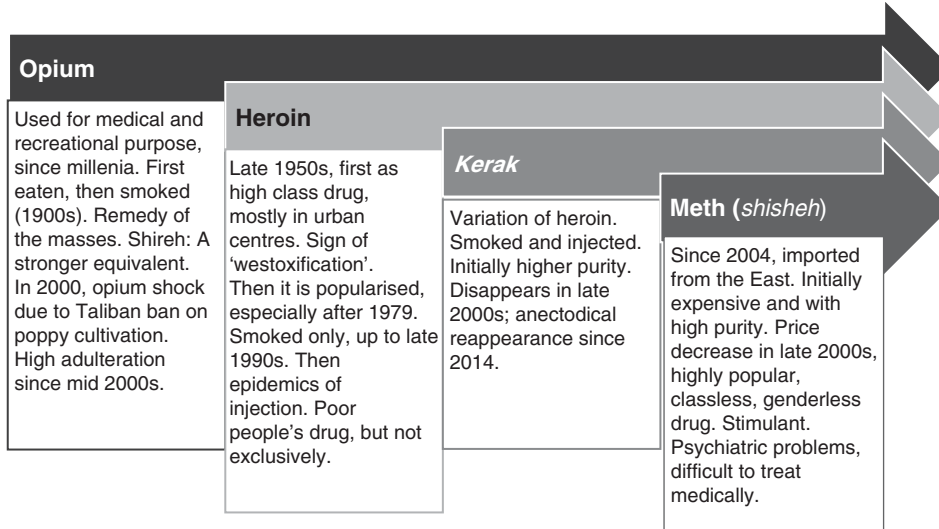 Opium
Used for medical and
recreational purpose,
since millenia. First
eaten, then smoked
(1900s). Remedy of
the masses. Shireh: A
stronger equivalent.
In 2000, opium shock
due to Taliban ban on
poppy cultivation.
High adulteration
since mid 2000s.
Heroin
Late 1950s, first as
high class drug,
mostly in urban
centres. Sign of
‘westoxification’.
Then it is popularised,
especially after 1979.
Smoked only, up to late
1990s. Then
epidemics of
injection. Poor
people’s drug, but not
exclusively.
Kerak
Variation of heroin.
Smoked and injected.
Initially higher purity.
Disappears in late
2000s; anectodical
reappearance since
2014.
Meth (shisheh)
Since 2004, imported
from the East. Initially
expensive and with
high purity. Price
decrease in late 2000s,
highly popular,
classless, genderless
drug. Stimulant.
Psychiatric problems,
difficult to treat
medically.